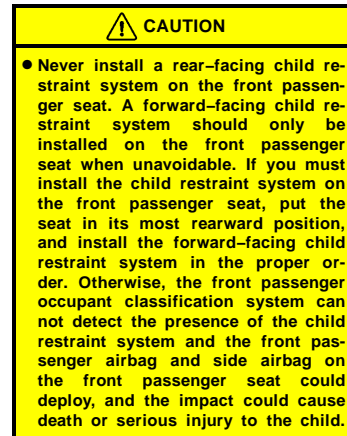 CAUTION
● Never install a rear–facing child re-
straint system on the front passen-
ger seat. A forward–facing child re-
straint system should only be
installed on the front passenger
seat when unavoidable. If you must
install the child restraint system on
the front passenger seat, put the
seat in its most rearward position,
and install the forward–facing child
restraint system in the proper or-
der. Otherwise, the front passenger
occupant classification system can
not detect the presence of the child
restraint system and the front pas-
senger airbag and side airbag on
the front passenger seat could
deploy, and the impact could cause
death or serious injury to the child.